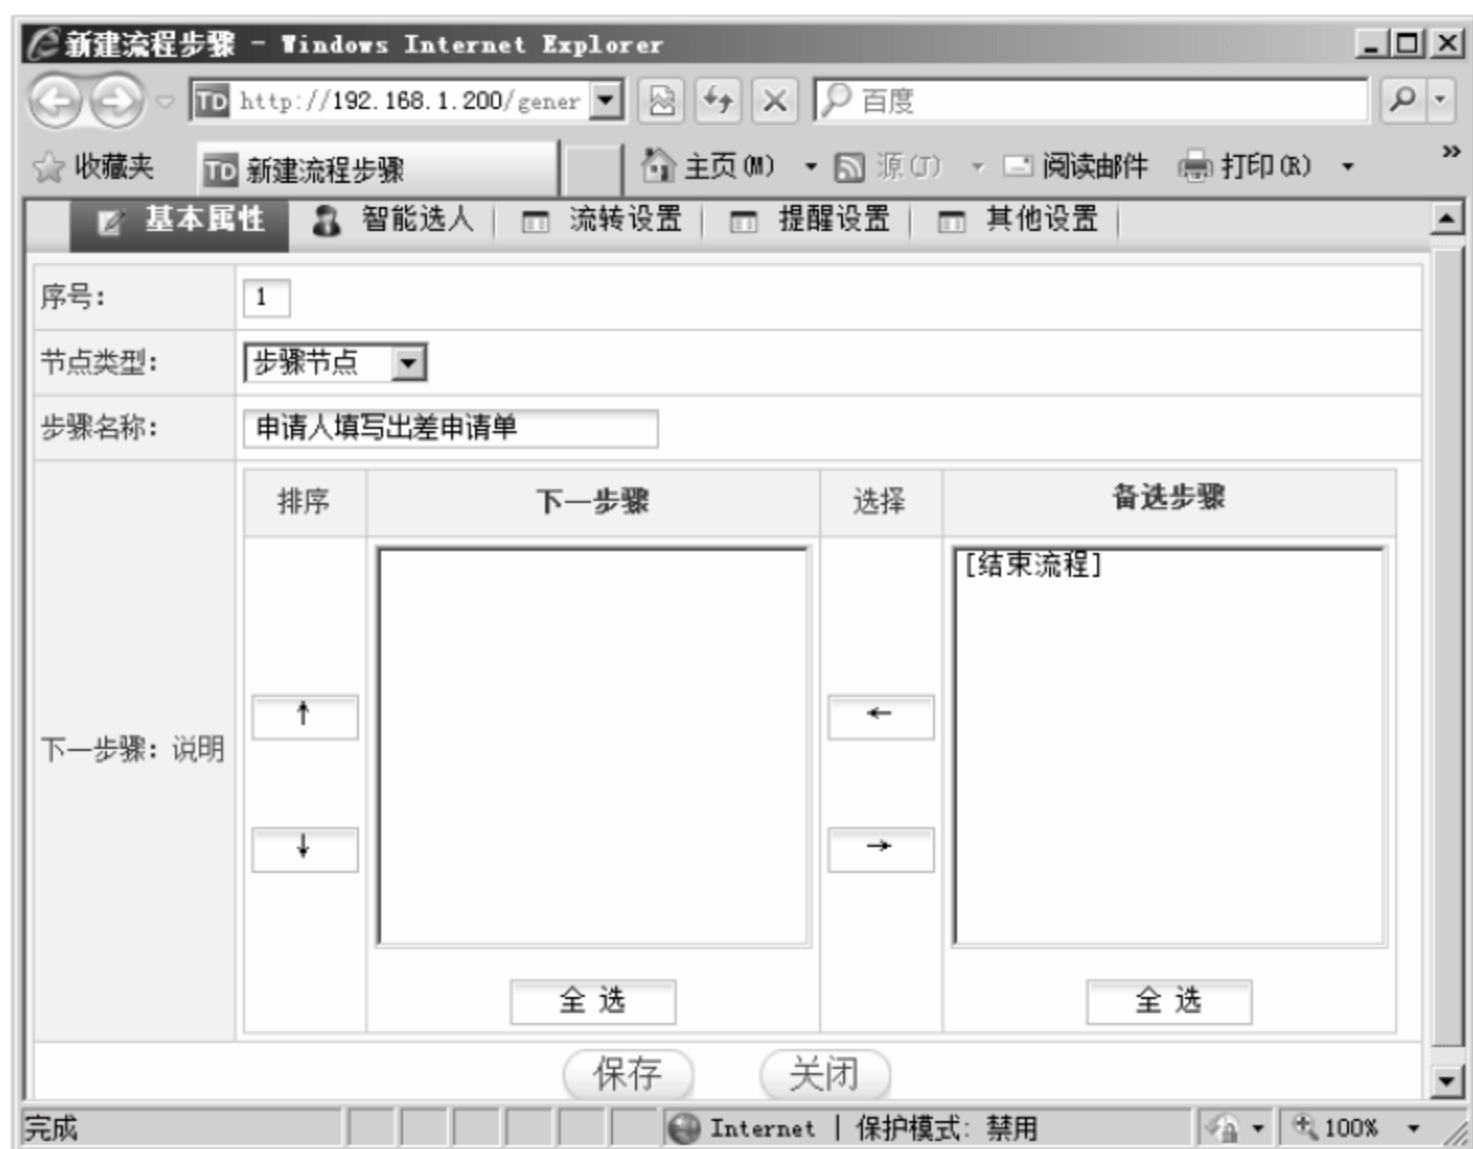 新建流程步骤 - Windows Internet Explorer
TD http://192.168.1.200/gener 百度
收藏夹 TD 新建流程步骤 主页(M) 源(J) 阅读邮件 打印(R) »
基本属性 智能选人 流转设置 提醒设置 其他设置
序号: 1
节点类型: 步骤节点
步骤名称: 申请人填写出差申请单
排序 下一步骤 选择 备选步骤
[结束流程]
↑ ←
下一步骤: 说明
↓ →
全选 全选
保存 关闭
完成 Internet | 保护模式: 禁用 100%